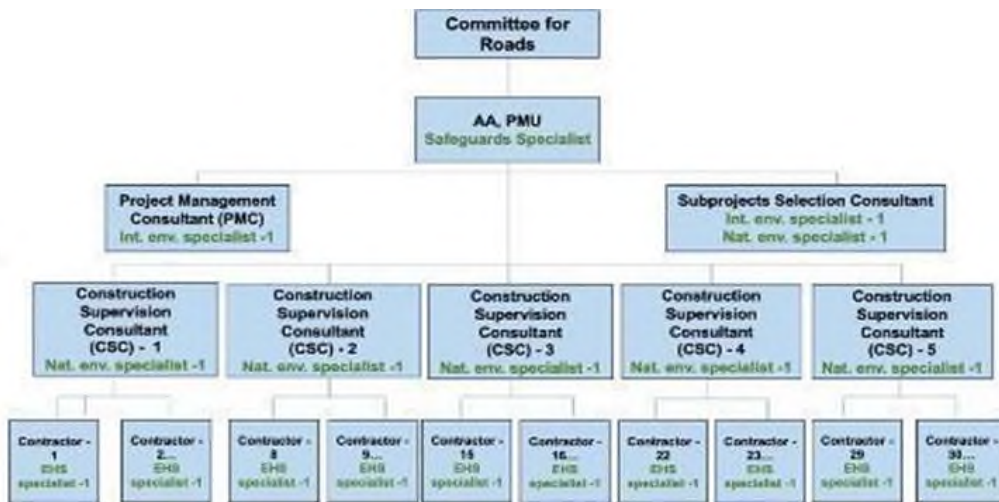 Committee for
Roads
AA, PMU
Safeguards Specialist
Project Management
Consultant (PMC)
Int. env. specialist -1
Subprojects Selection Consultant
Int. env. specialist - 1
Nat. env. specialist - 1
Construction
Supervision
Consultant
(CSC) - 1
Nat. env. specialist -1
Construction
Supervision
Consultant
(CSC) - 2
Nat. env. specialist -1
Construction
Supervision
Consultant
(CSC) - 3
Nat. env. specialist -1
Construction
Supervision
Consultant
(CSC) - 4
Nat. env. specialist -1
Construction
Supervision
Consultant
(CSC) - 5
Nat. env. specialist -1
Contractor -
1
EHS
specialist -1
Contractor -
2...
EHS
specialist -1
Contractor -
8
EHS
specialist -1
Contractor -
9...
EHS
specialist -1
Contractor -
15
EHS
specialist -1
Contractor -
16...
EHS
specialist -1
Contractor -
22
EHS
specialist -1
Contractor -
23...
EHS
specialist -1
Contractor -
29
EHS
specialist -1
Contractor -
30...
EHS
specialist -1